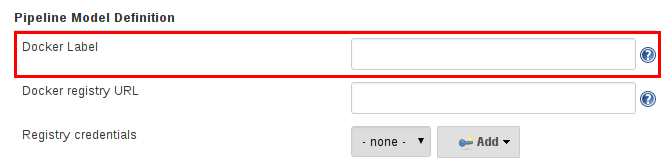 Pipeline Model Definition
Docker Label
Docker registry URL
Registry credentials - none - Add